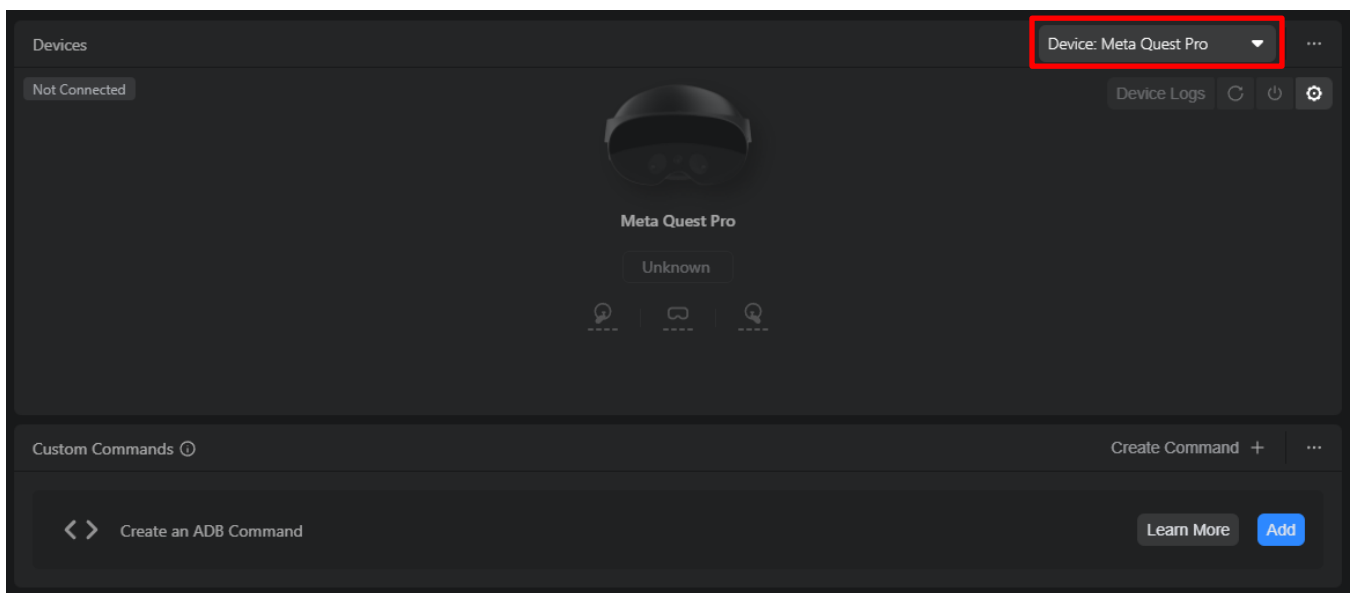 Devices
Device: Meta Quest Pro
Not Connected
Device Logs
Meta Quest Pro
Unknown
Custom Commands
Create Command +
Create an ADB Command
Learn More
Add